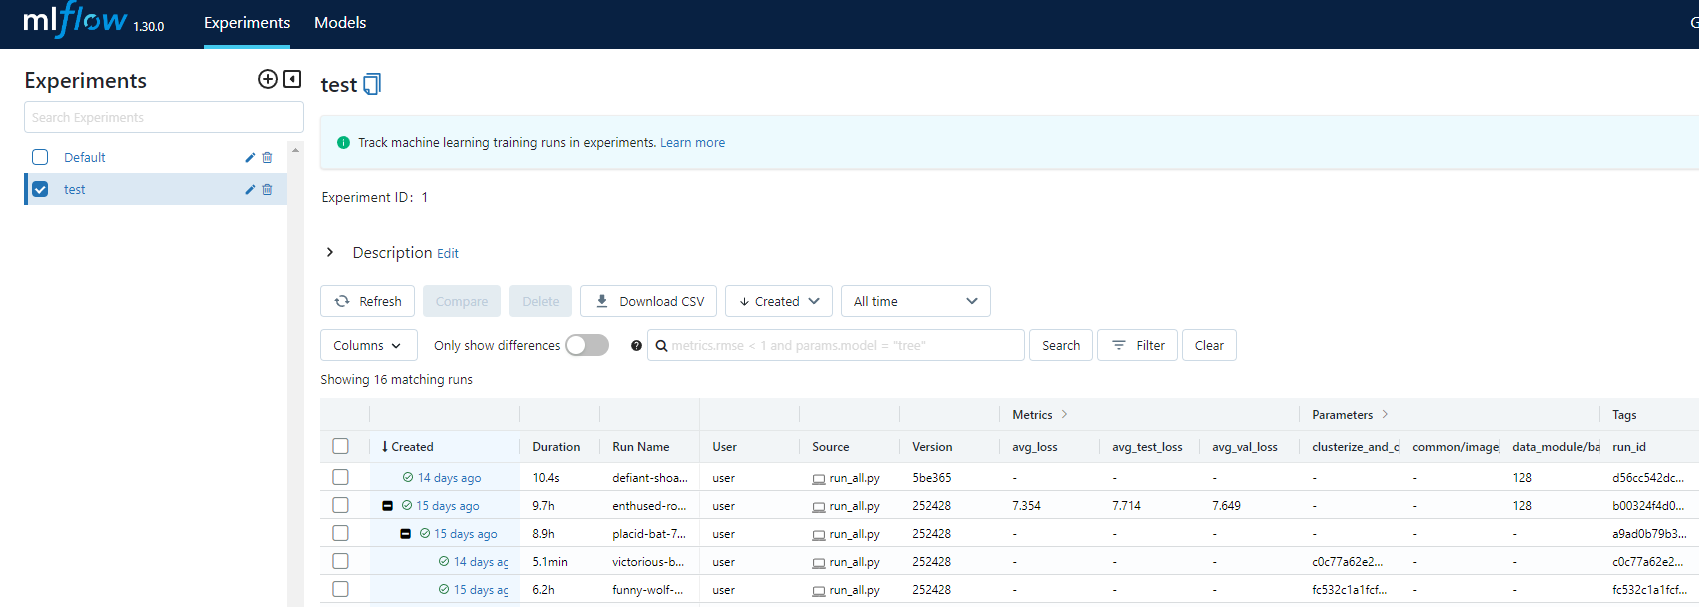 mlflow 1.30.0 Experiments Models
Experiments
Search Experiments
Default
test
test
Track machine learning training runs in experiments. Learn more
Experiment ID: 1
Description Edit
Refresh Compare Delete Download CSV Created All time
Columns Only show differences metrics.rmse < 1 and params.model = "tree" Search Filter Clear
Showing 16 matching runs
Metrics Parameters Tags
Created Duration Run Name User Source Version avg_loss avg_test_loss avg_val_loss clusterize_and_c common/image data_module/ba run_id
14 days ago 10.4s defiant-shoa... user run_all.py 5be365 - - - - - 128 d56cc542dc...
15 days ago 9.7h enthused-ro... user run_all.py 252428 7.354 7.714 7.649 - - 128 b00324f4d0...
15 days ago 8.9h placid-bat-7... user run_all.py 252428 - - - - - - a9ad0b79b3...
14 days ag 5.1min victorious-b... user run_all.py 252428 - - - c0c77a62e2... - - c0c77a62e2...
15 days ag 6.2h funny-wolf-... user run_all.py 252428 - - - fc532c1a1fcf... - - fc532c1a1fcf...